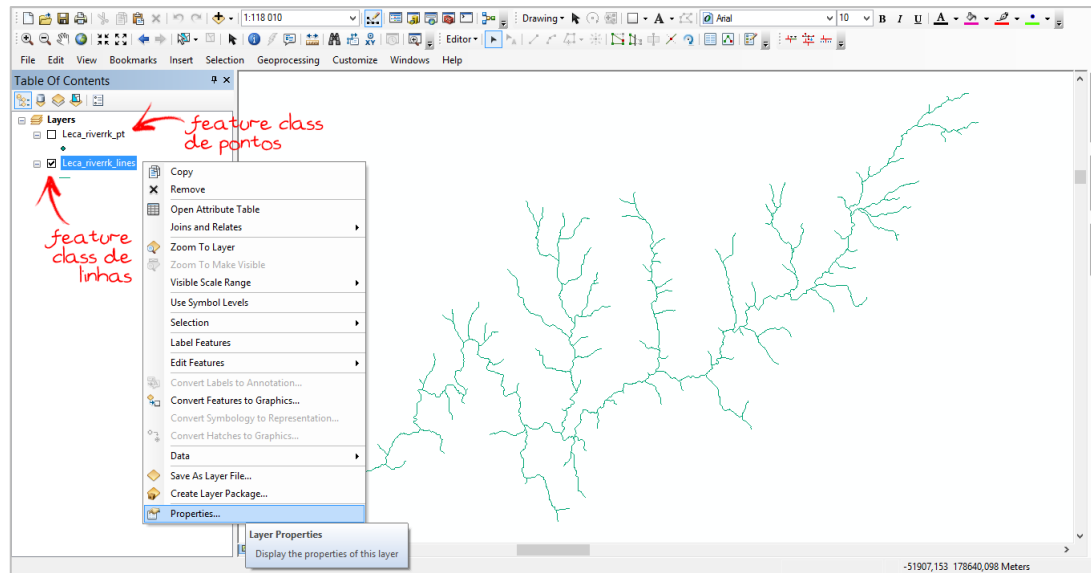 1:118 010
Drawing
A
Arial
10
B I U A
Editor
File Edit View Bookmarks Insert Selection Geoprocessing Customize Windows Help
Table Of Contents
Layers
Leca_riverrk_pt
feature class
de pontos
Leca_riverrk_lines
feature
class de
linhas
Copy
Remove
Open Attribute Table
Joins and Relates
Zoom To Layer
Zoom To Make Visible
Visible Scale Range
Use Symbol Levels
Selection
Label Features
Edit Features
Convert Labels to Annotation...
Convert Features to Graphics...
Convert Symbology to Representation...
Convert Hatches to Graphics...
Data
Save As Layer File...
Create Layer Package...
Properties...
Layer Properties
Display the properties of this layer
-51907,153 178640,098 Meters